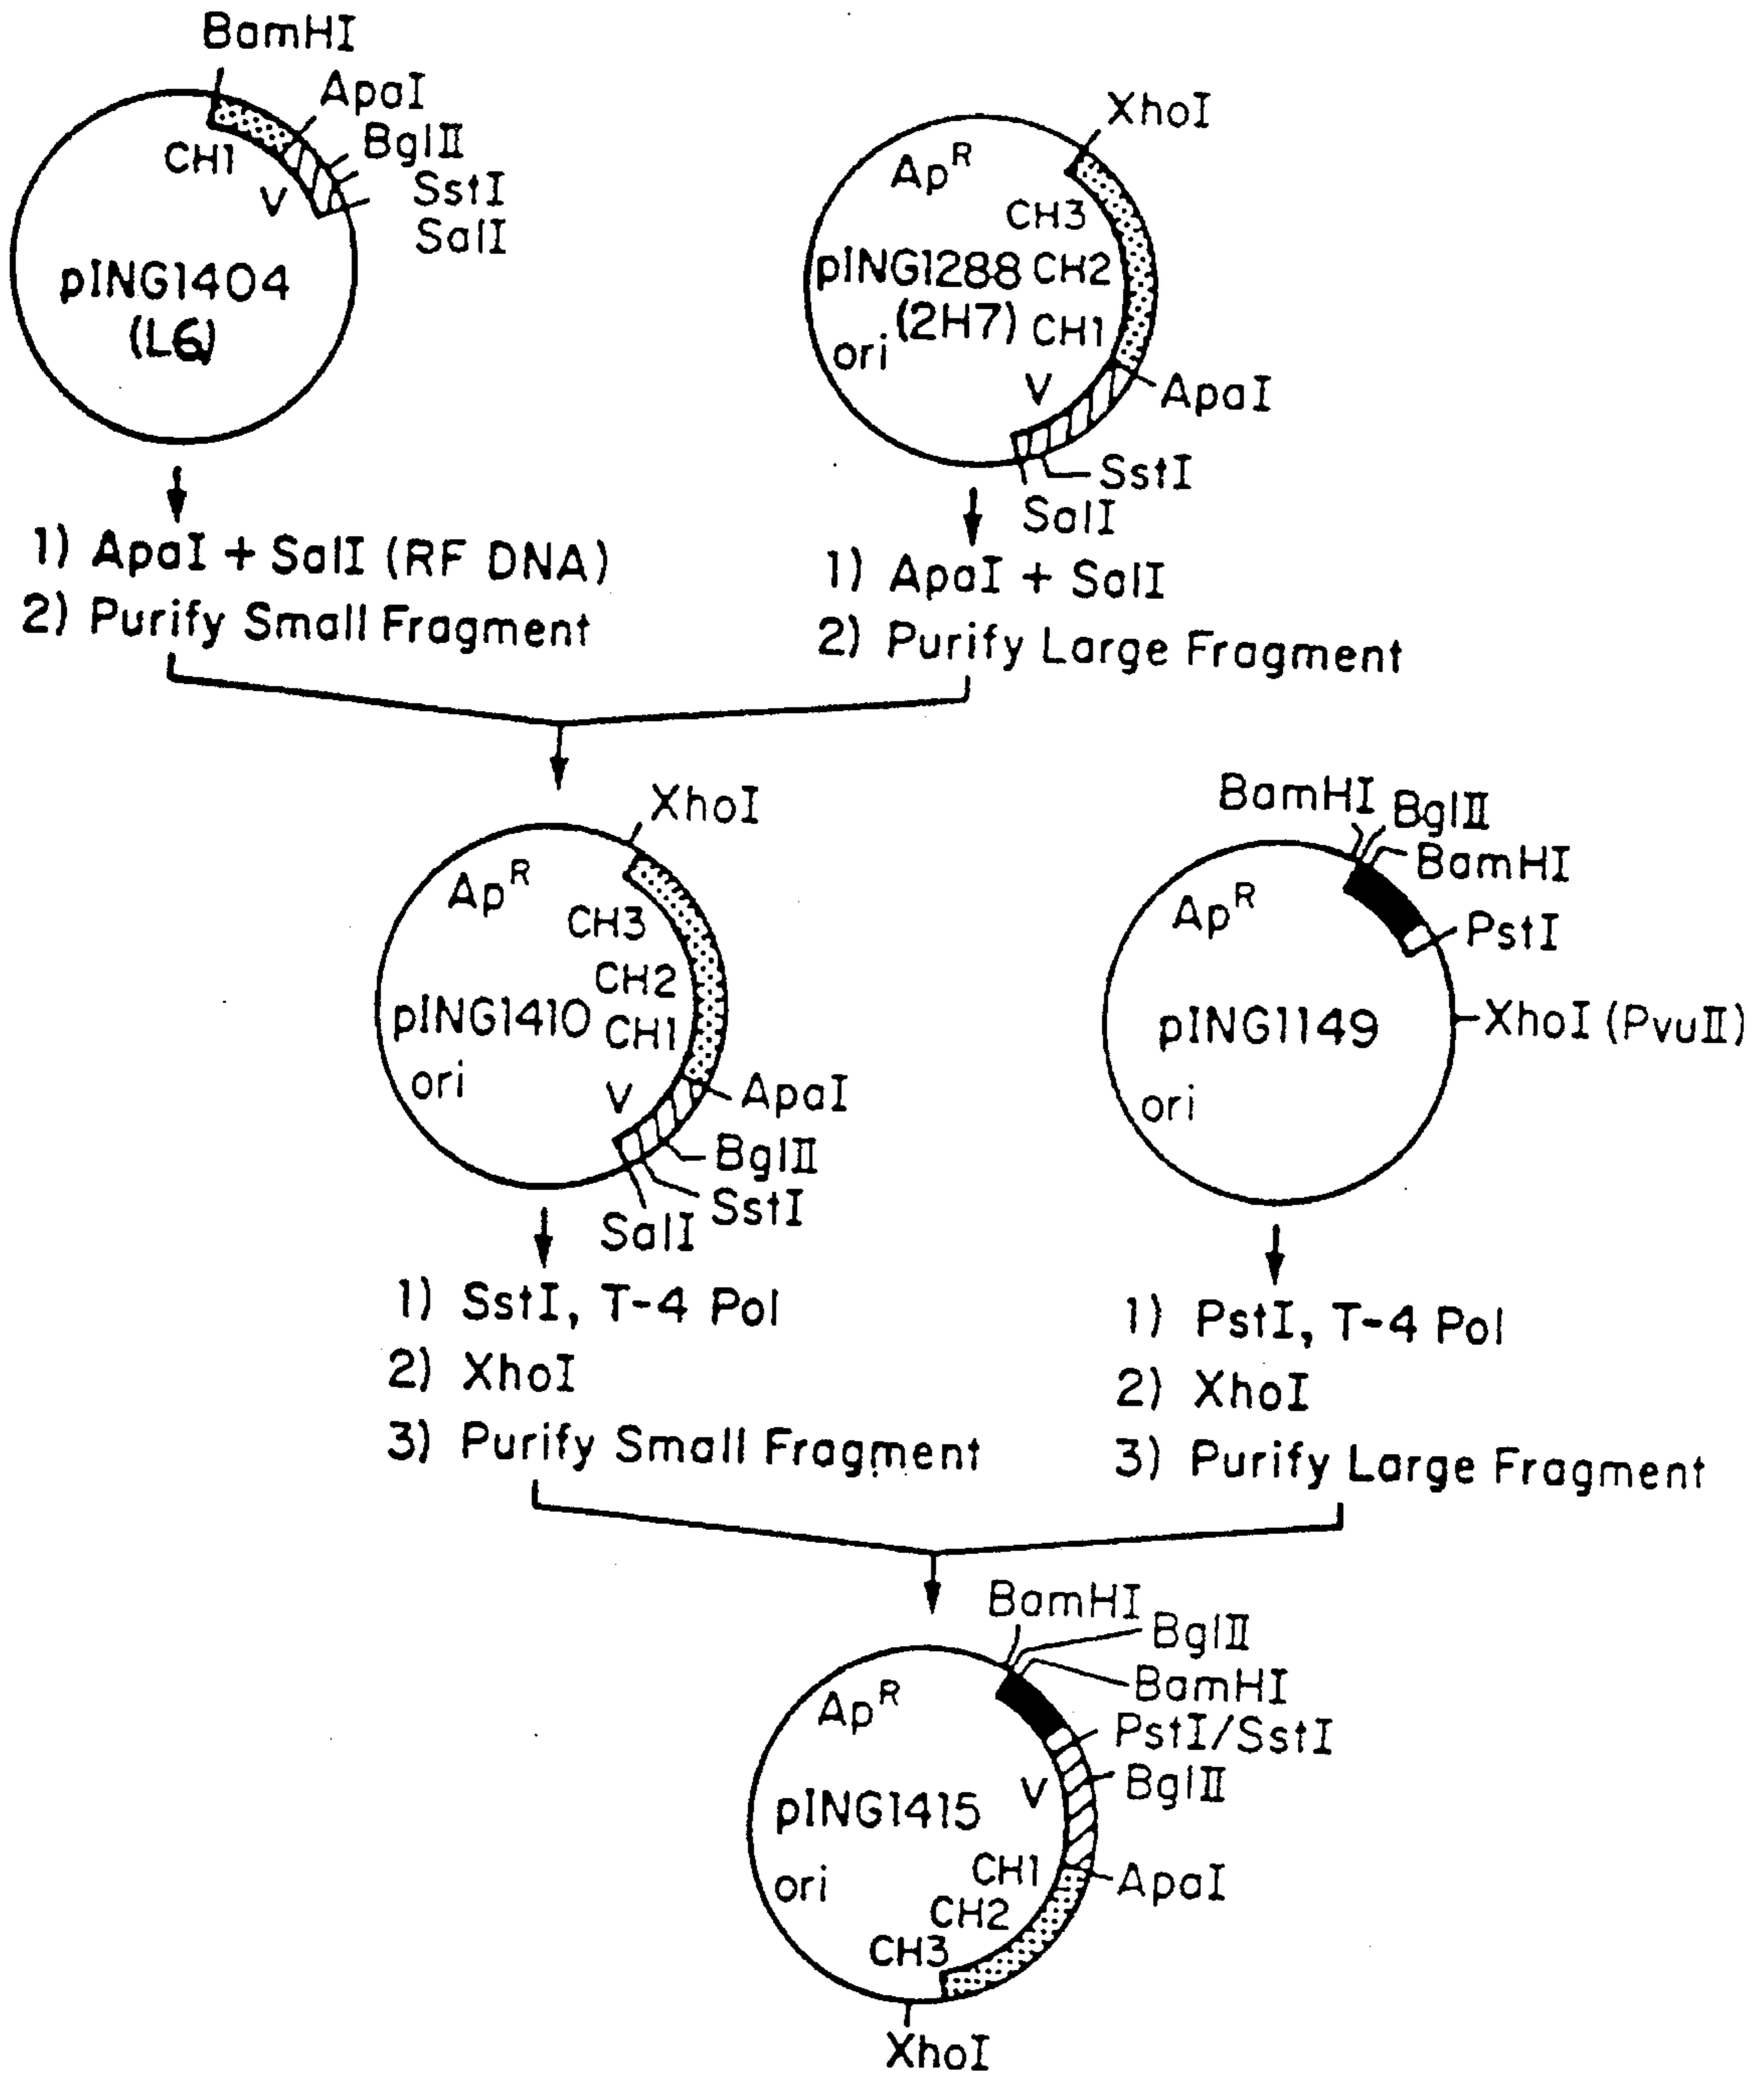 BamHI
ApaI
BglII
SstI
SalI
CH1
V
pING1404
(L6)
XhoI
Ap^R
CH3
pING1288 CH2
(2H7) CH1
ori
V
ApaI
SstI
SalI
1) ApaI + SalI (RF DNA)
2) Purify Small Fragment
1) ApaI + SalI
2) Purify Large Fragment
XhoI
Ap^R
CH3
CH2
pING1410 CH1
ori
V
ApaI
BglII
SstI
SalI
BamHI BglII
BamHI
Ap^R
PstI
pING1149
XhoI (PvuII)
ori
1) SstI, T-4 Pol
2) XhoI
3) Purify Small Fragment
1) PstI, T-4 Pol
2) XhoI
3) Purify Large Fragment
BamHI
BglII
BamHI
Ap^R
PstI/SstI
V
BglII
pING1415
ori
CH1
ApaI
CH2
CH3
XhoI